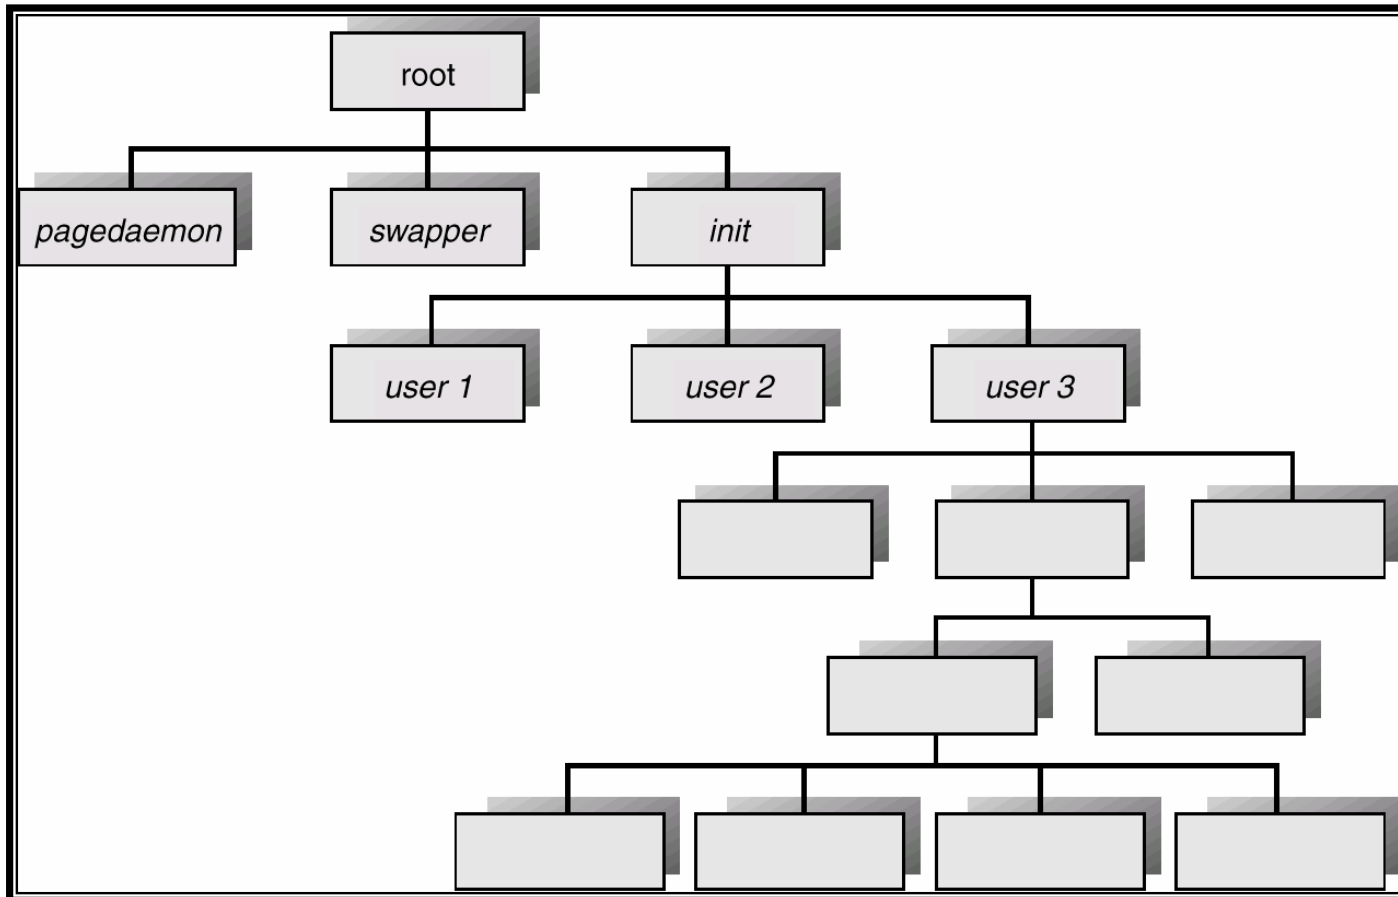 root
pagedaemon
swapper
init
user 1
user 2
user 3